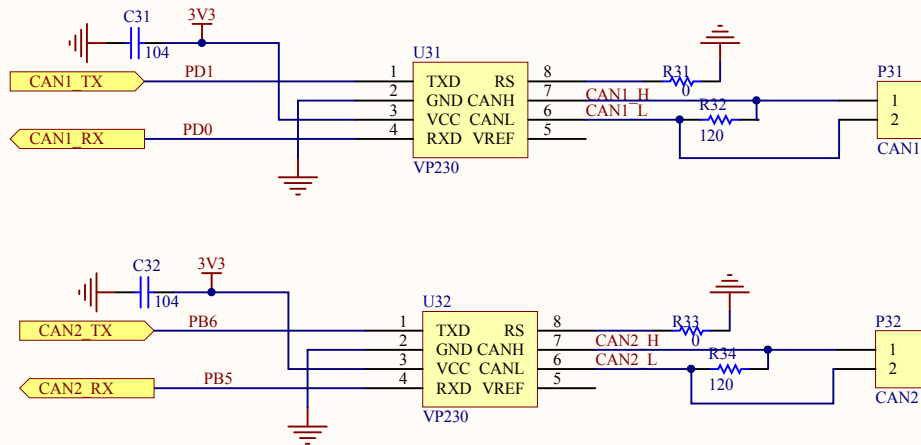 C31
3V3
104
U31
CAN1_TX
PD1
1
TXD
RS
8
R31
0
P31
2
GND
CANH
7
CAN1_H
1
3
VCC
CANL
6
CAN1_L
R32
120
2
CAN1_RX
PD0
4
RXD
VREF
5
VP230
CAN1
C32
3V3
104
U32
CAN2_TX
PB6
1
TXD
RS
8
R33
0
P32
2
GND
CANH
7
CAN2_H
1
3
VCC
CANL
6
CAN2_L
R34
120
2
CAN2_RX
PB5
4
RXD
VREF
5
VP230
CAN2